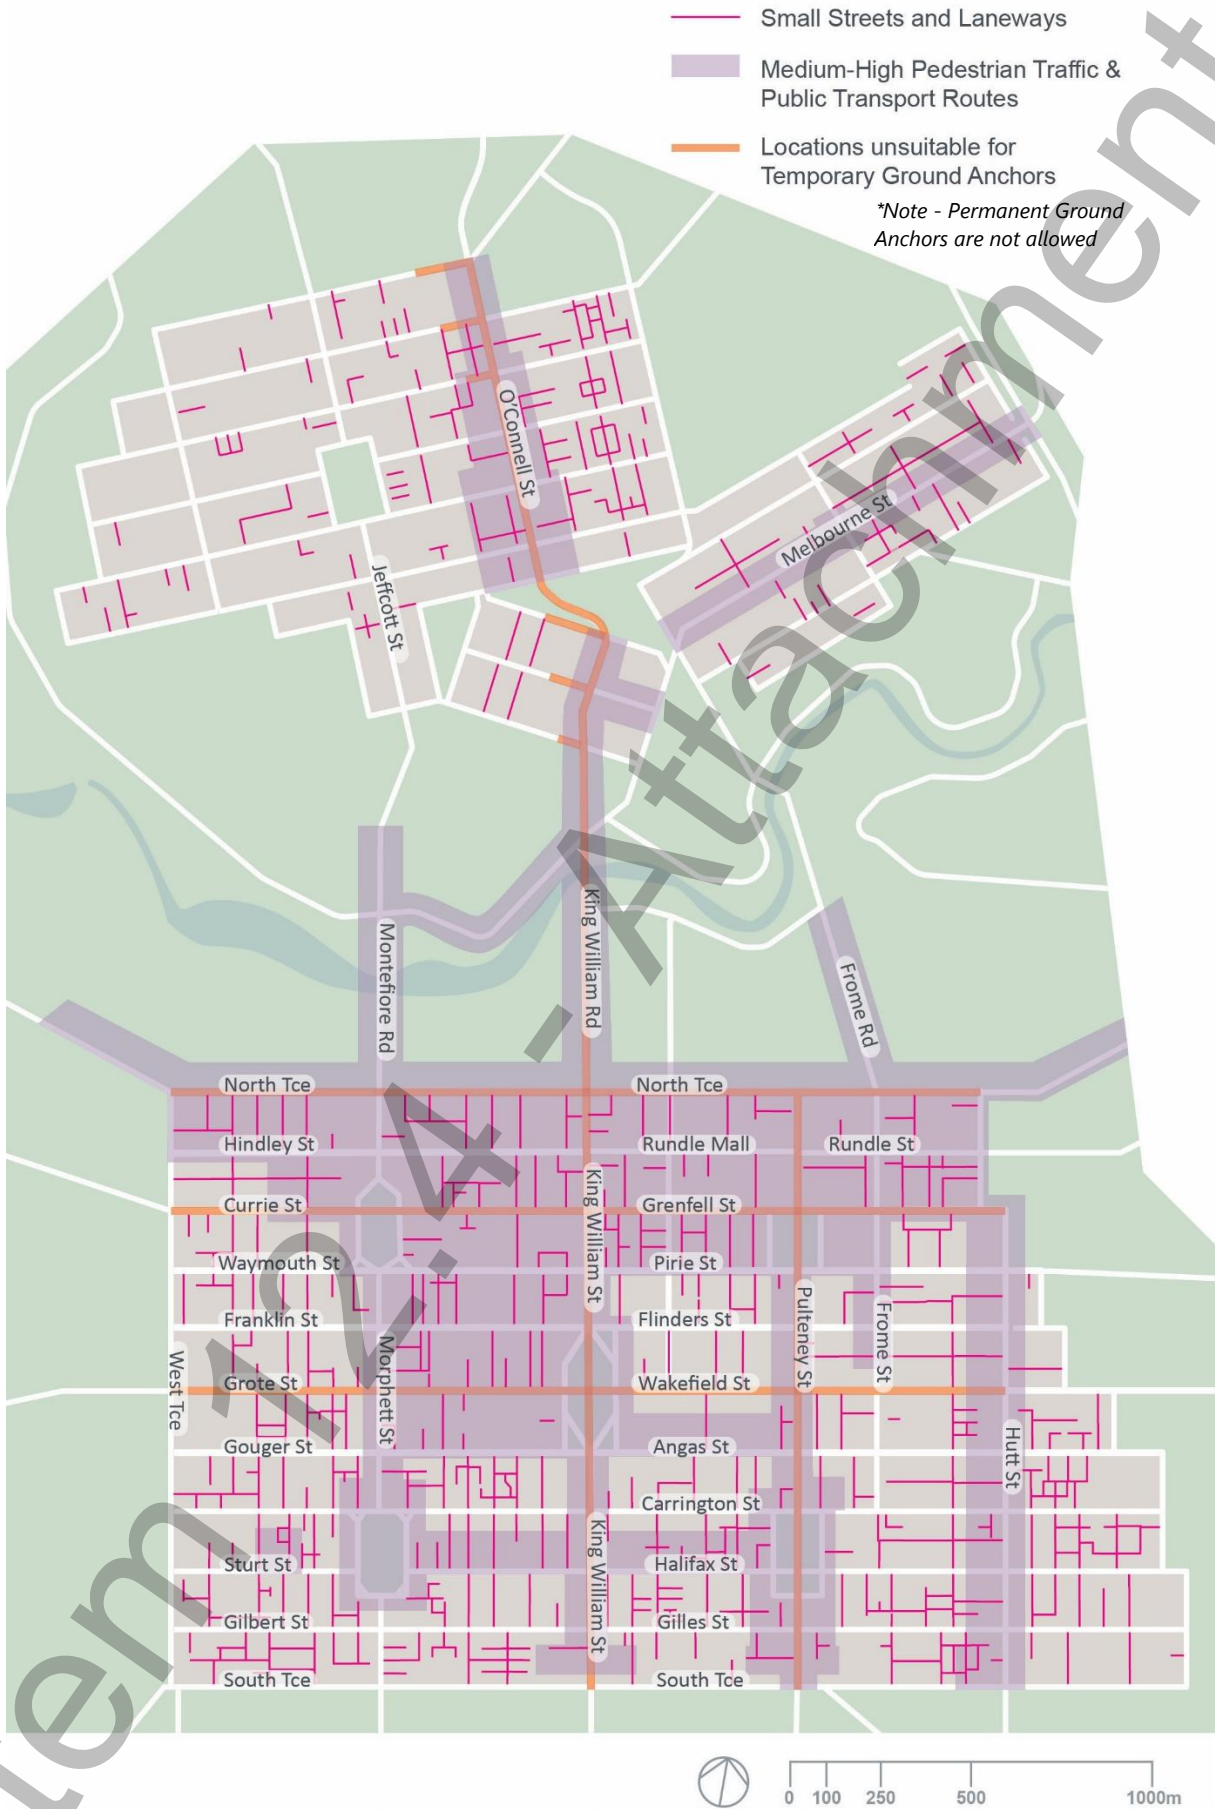 Small Streets and Laneways
Medium-High Pedestrian Traffic &
Public Transport Routes
Locations unsuitable for
Temporary Ground Anchors
*Note - Permanent Ground
Anchors are not allowed
O'Connell St
Melbourne St
Jeffcott St
King William Rd
Montefiore Rd
Frome Rd
North Tce
North Tce
Hindley St
Rundle Mall
Rundle St
King William St
Currie St
Grenfell St
Waymouth St
Pirie St
Pulteney St
Frome St
Franklin St
Flinders St
West Tce
Morphett St
Grote St
Wakefield St
Gouger St
Angas St
Hutt St
Carrington St
King William St
Sturt St
Halifax St
Gilbert St
Gilles St
South Tce
South Tce
0 100 250 500 1000m
Item 12.4 - Attachment